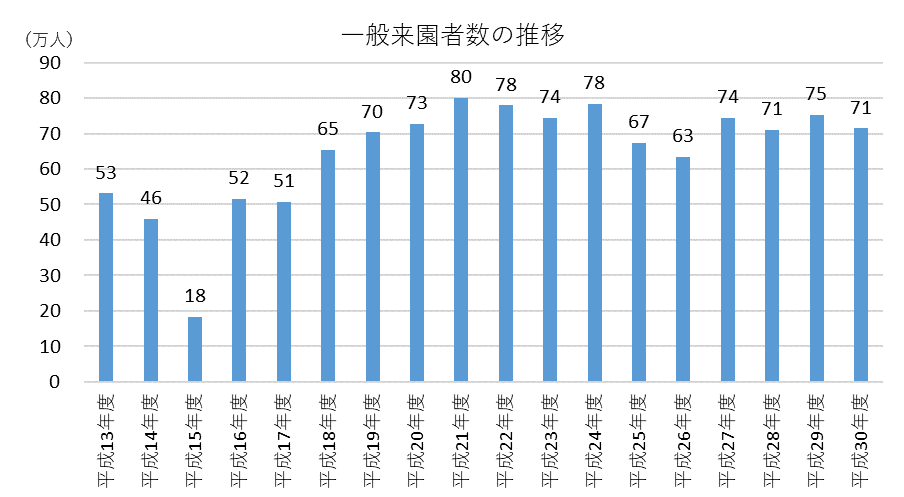 一般来園者数の推移
(万人)
90
80
70
60
50
40
30
20
10
0
53
46
18
52
51
65
70
73
80
78
74
78
67
63
74
71
75
71
平成13年度
平成14年度
平成15年度
平成16年度
平成17年度
平成18年度
平成19年度
平成20年度
平成21年度
平成22年度
平成23年度
平成24年度
平成25年度
平成26年度
平成27年度
平成28年度
平成29年度
平成30年度